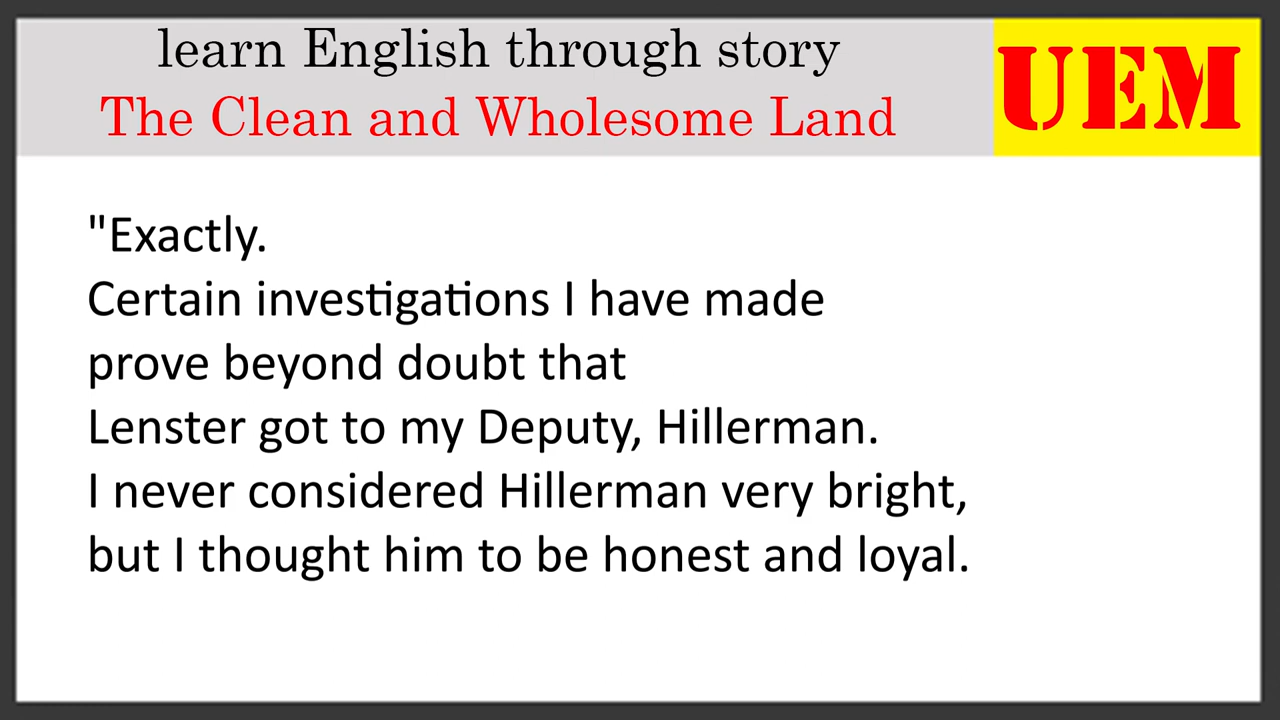 learn English through story
The Clean and Wholesome Land
UEM
"Exactly.
Certain investigations I have made
prove beyond doubt that
Lenster got to my Deputy, Hillerman.
I never considered Hillerman very bright,
but I thought him to be honest and loyal.